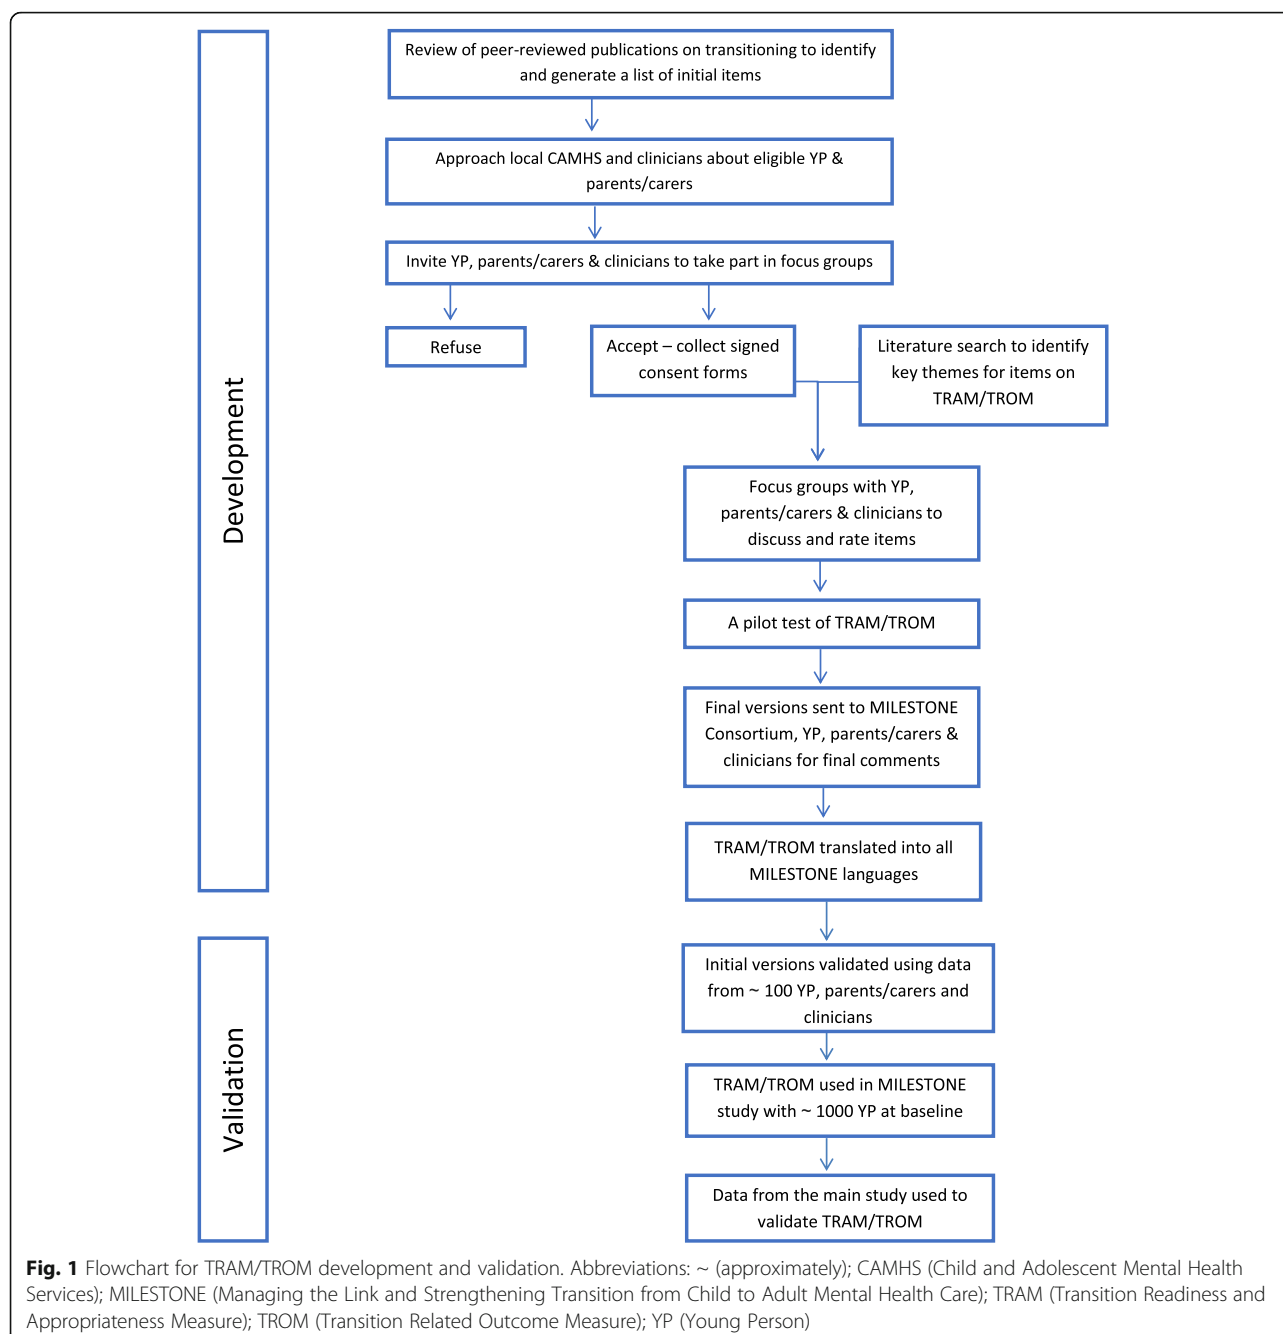 Review of peer-reviewed publications on transitioning to identify
and generate a list of initial items
Approach local CAMHS and clinicians about eligible YP &
parents/carers
Invite YP, parents/carers & clinicians to take part in focus groups
Refuse
Accept – collect signed
consent forms
Literature search to identify
key themes for items on
TRAM/TROM
Development
Focus groups with YP,
parents/carers & clinicians to
discuss and rate items
A pilot test of TRAM/TROM
Final versions sent to MILESTONE
Consortium, YP, parents/carers &
clinicians for final comments
TRAM/TROM translated into all
MILESTONE languages
Validation
Initial versions validated using data
from ~ 100 YP, parents/carers and
clinicians
TRAM/TROM used in MILESTONE
study with ~ 1000 YP at baseline
Data from the main study used to
validate TRAM/TROM
Fig. 1 Flowchart for TRAM/TROM development and validation. Abbreviations: ~ (approximately); CAMHS (Child and Adolescent Mental Health
Services); MILESTONE (Managing the Link and Strengthening Transition from Child to Adult Mental Health Care); TRAM (Transition Readiness and
Appropriateness Measure); TROM (Transition Related Outcome Measure); YP (Young Person)